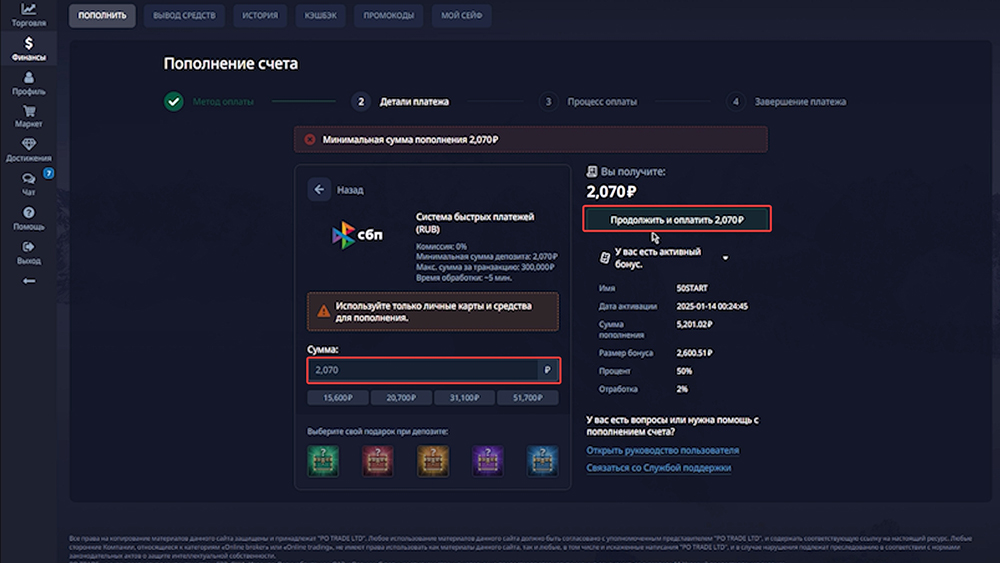 ПОПОЛНИТЬ
ВЫВОД СРЕДСТВ
ИСТОРИЯ
КЭШБЭК
ПРОМОКОДЫ
МОЙ СЕЙФ
Торговля
$
Финансы
Профиль
Маркет
Достижения
7
Чат
Помощь
Выход
Пополнение счета
Метод оплаты
2 Детали платежа
3 Процесс оплаты
4 Завершение платежа
Минимальная сумма пополнения 2,070₽
Назад
сбп
Система быстрых платежей
(RUB)
Комиссия: 0%
Минимальная сумма депозита: 2,070₽
Макс. сумма за транзакцию: 300,000₽
Время обработки: ~5 мин.
Используйте только личные карты и средства
для пополнения.
Сумма:
2,070 ₽
15,600₽
20,700₽
31,100₽
51,700₽
Выберите свой подарок при депозите:
?
?
?
?
?
Вы получите:
2,070₽
Продолжить и оплатить 2,070₽
У вас есть активный
бонус.
Имя 50START
Дата активации 2025-01-14 00:24:45
Сумма
пополнения 5,201.02₽
Размер бонуса 2,600.51₽
Процент 50%
Отработка 2%
У вас есть вопросы или нужна помощь с
пополнением счета?
Открыть руководство пользователя
Связаться со Службой поддержки
Все права на копирование материалов данного сайта защищены и принадлежат "PO TRADE LTD". Любое использование материалов данного сайта должно быть согласовано с уполномоченным представителем "PO TRADE LTD", и содержать соответствующую ссылку на настоящий ресурс. Любые
сторонние Компании, относящиеся к категориям «Online broker» или «Online trading», не имеют права использовать как материалы данного сайта, так и любые, в том числе и искаженные написания "PO TRADE LTD", и в случае нарушения подлежат преследованию в соответствии с нормами
законодательных актов о защите интеллектуальной собственности.